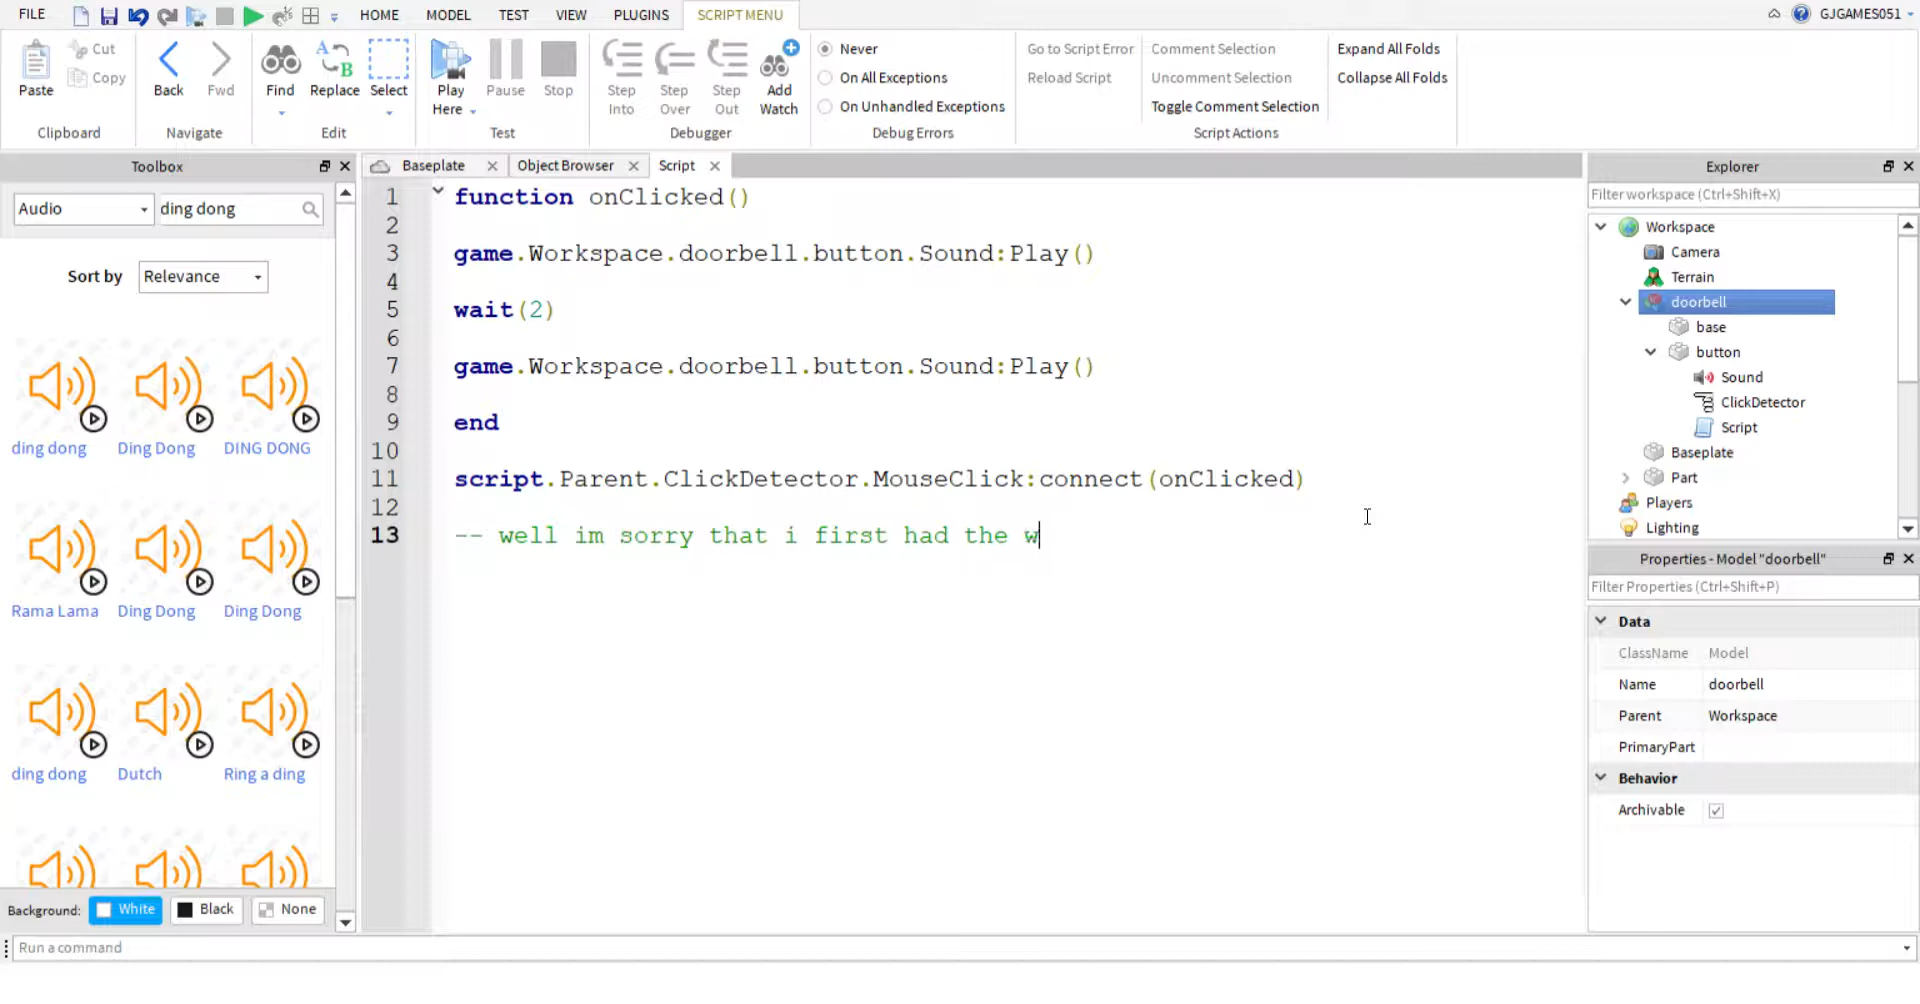 FILE HOME MODEL TEST VIEW PLUGINS SCRIPT MENU GJGAMES051
Paste Cut Copy Clipboard
Back Fwd Navigate
Find Replace Select Edit
Play Here Pause Stop Test
Step Into Step Over Step Out Add Watch Debugger
Never
On All Exceptions
On Unhandled Exceptions
Debug Errors
Go to Script Error
Reload Script
Comment Selection
Uncomment Selection
Toggle Comment Selection
Script Actions
Expand All Folds
Collapse All Folds
Toolbox
Audio ding dong
Sort by Relevance
ding dong Ding Dong DING DONG
Rama Lama Ding Dong Ding Dong
ding dong Dutch Ring a ding
Background: White Black None
Baseplate Object Browser Script
1 function onClicked()
2
3 game.Workspace.doorbell.button.Sound:Play()
4
5 wait(2)
6
7 game.Workspace.doorbell.button.Sound:Play()
8
9 end
10
11 script.Parent.ClickDetector.MouseClick:connect(onClicked)
12
13 -- well im sorry that i first had the w
Explorer
Filter workspace (Ctrl+Shift+X)
Workspace
Camera
Terrain
doorbell
base
button
Sound
ClickDetector
Script
Baseplate
Part
Players
Lighting
Properties - Model "doorbell"
Filter Properties (Ctrl+Shift+P)
Data
ClassName Model
Name doorbell
Parent Workspace
PrimaryPart
Behavior
Archivable
Run a command